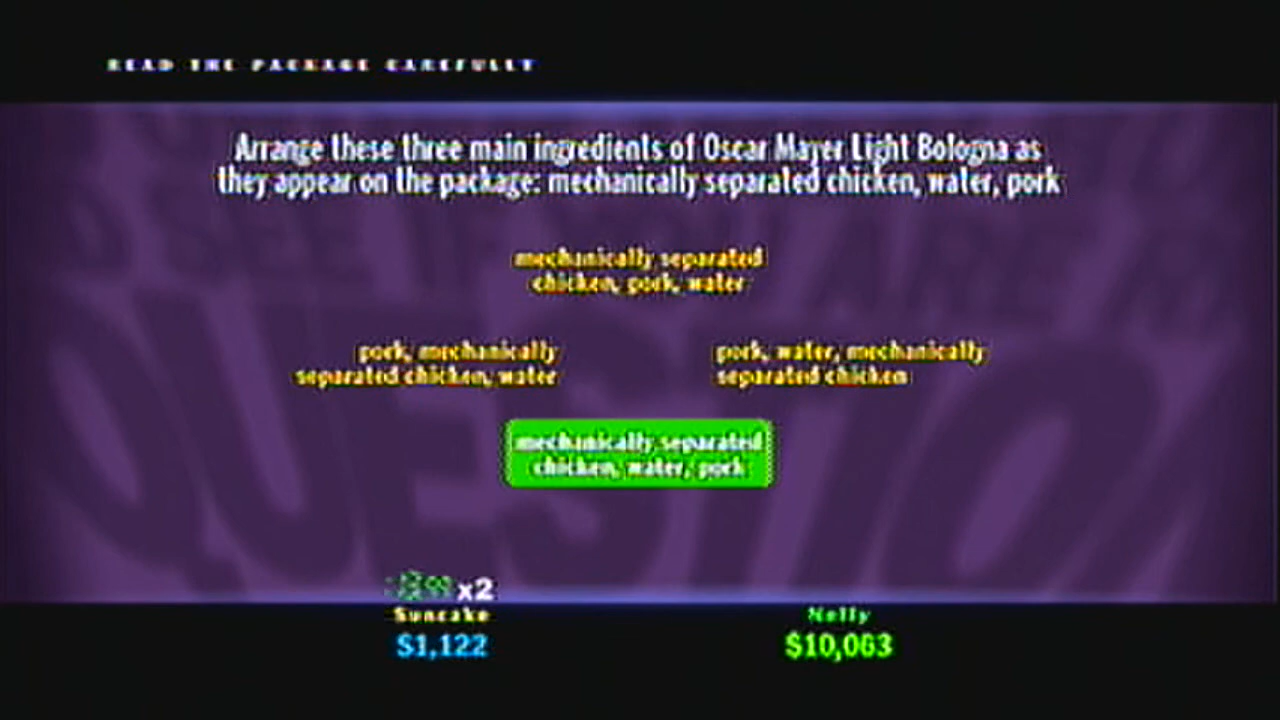 READ THE PACKAGE CAREFULLY
Arrange these three main ingredients of Oscar Mayer Light Bologna as
they appear on the package: mechanically separated chicken, water, pork
mechanically separated
chicken, pork, water
pork, mechanically
separated chicken, water
pork, water, mechanically
separated chicken
mechanically separated
chicken, water, pork
x2
Suncake
$1,122
Nelly
$10,063